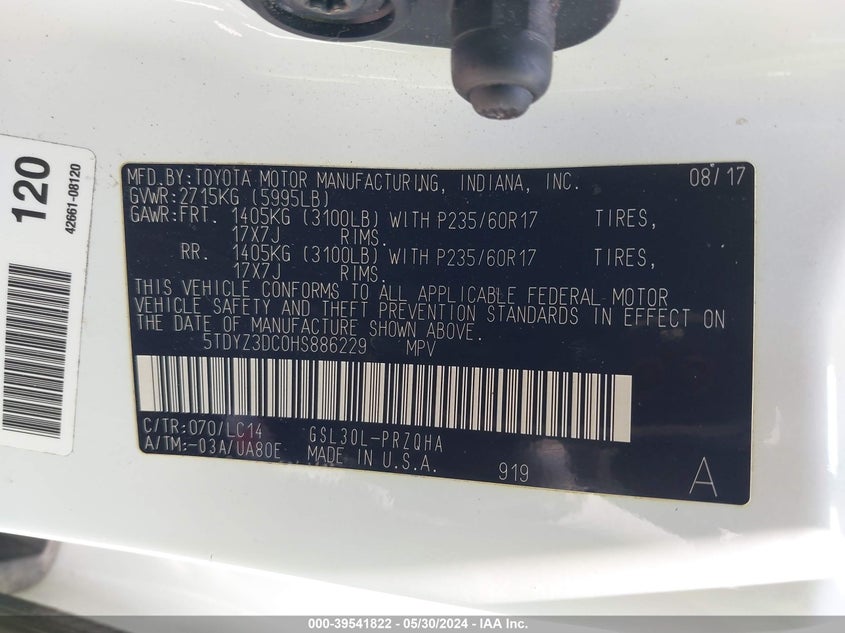 120
42661-08120
MFD.BY:TOYOTA MOTOR MANUFACTURING, INDIANA, INC. 08/17
GVWR:2715KG (5995LB)
GAWR:FRT. 1405KG (3100LB) WITH P235/60R17 TIRES,
17X7J RIMS.
RR. 1405KG (3100LB) WITH P235/60R17 TIRES,
17X7J RIMS.
THIS VEHICLE CONFORMS TO ALL APPLICABLE FEDERAL MOTOR
VEHICLE SAFETY AND THEFT PREVENTION STANDARDS IN EFFECT ON
THE DATE OF MANUFACTURE SHOWN ABOVE.
5TDYZ3DC0HS886229 MPV
C/TR:070/LC14 GSL30L-PRZQHA
A/TM:-03A/UA80E MADE IN U.S.A. 919 A
000-39541822 - 05/30/2024 - IAA Inc.